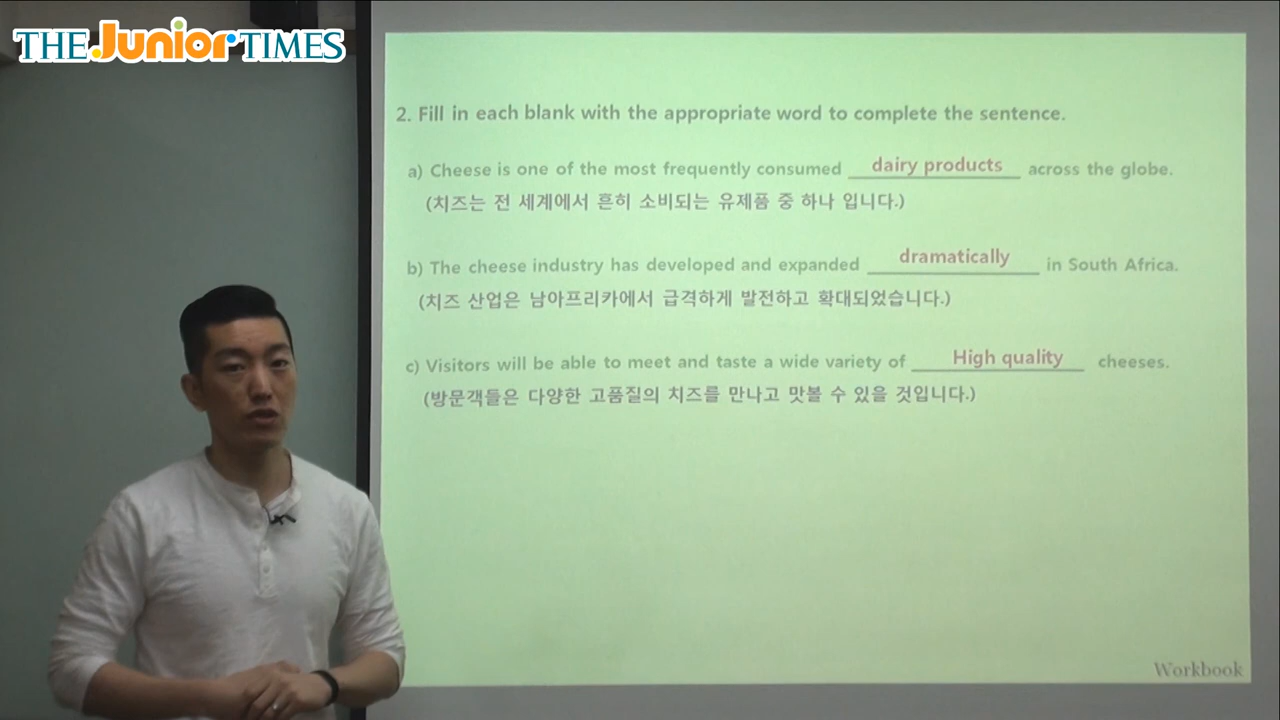 THE Junior TIMES
2. Fill in each blank with the appropriate word to complete the sentence.
a) Cheese is one of the most frequently consumed dairy products across the globe.
(치즈는 전 세계에서 흔히 소비되는 유제품 중 하나 입니다.)
b) The cheese industry has developed and expanded dramatically in South Africa.
(치즈 산업은 남아프리카에서 급격하게 발전하고 확대되었습니다.)
c) Visitors will be able to meet and taste a wide variety of High quality cheeses.
(방문객들은 다양한 고품질의 치즈를 만나고 맛볼 수 있을 것입니다.)
Workbook